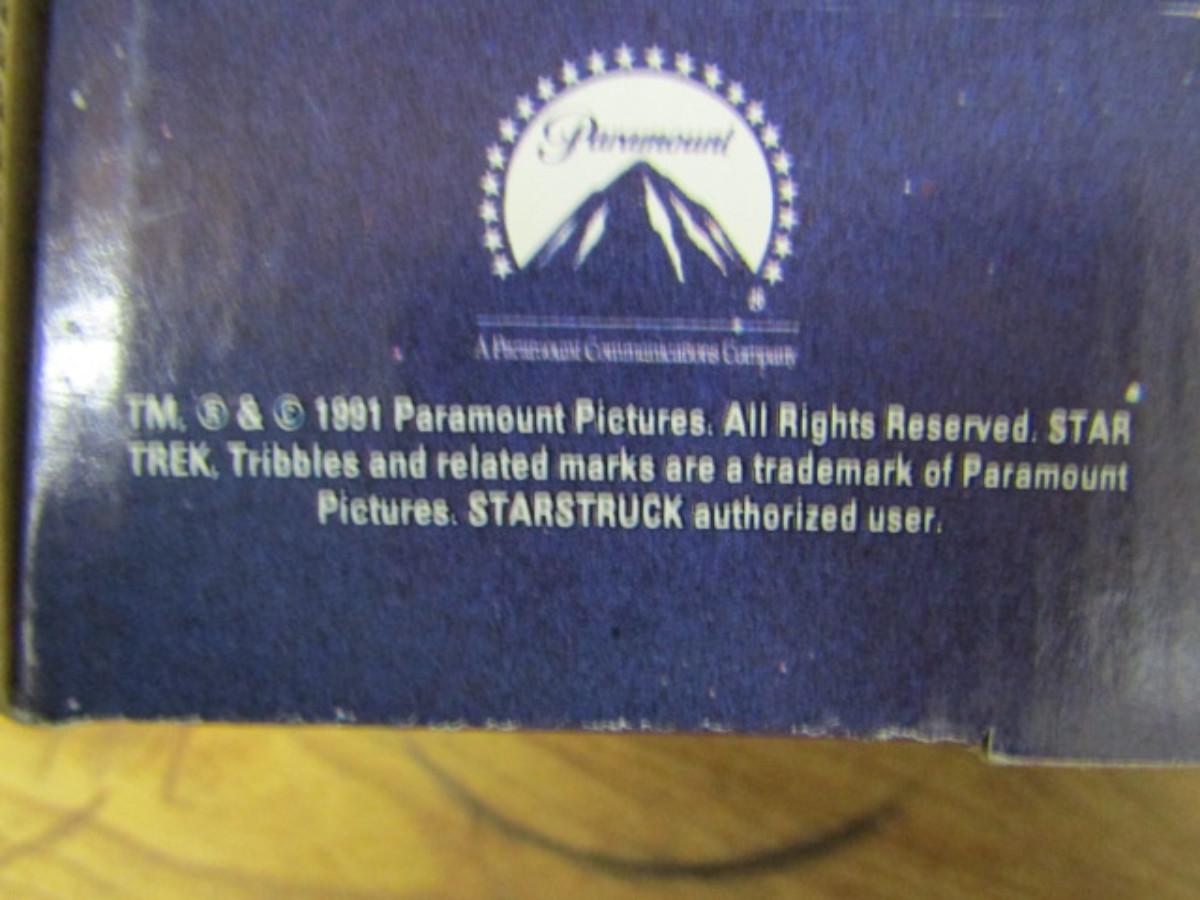 Paramount
®
A Paramount Communications Company
TM, ® & © 1991 Paramount Pictures. All Rights Reserved. STAR
TREK, Tribbles and related marks are a trademark of Paramount
Pictures. STARSTRUCK authorized user.